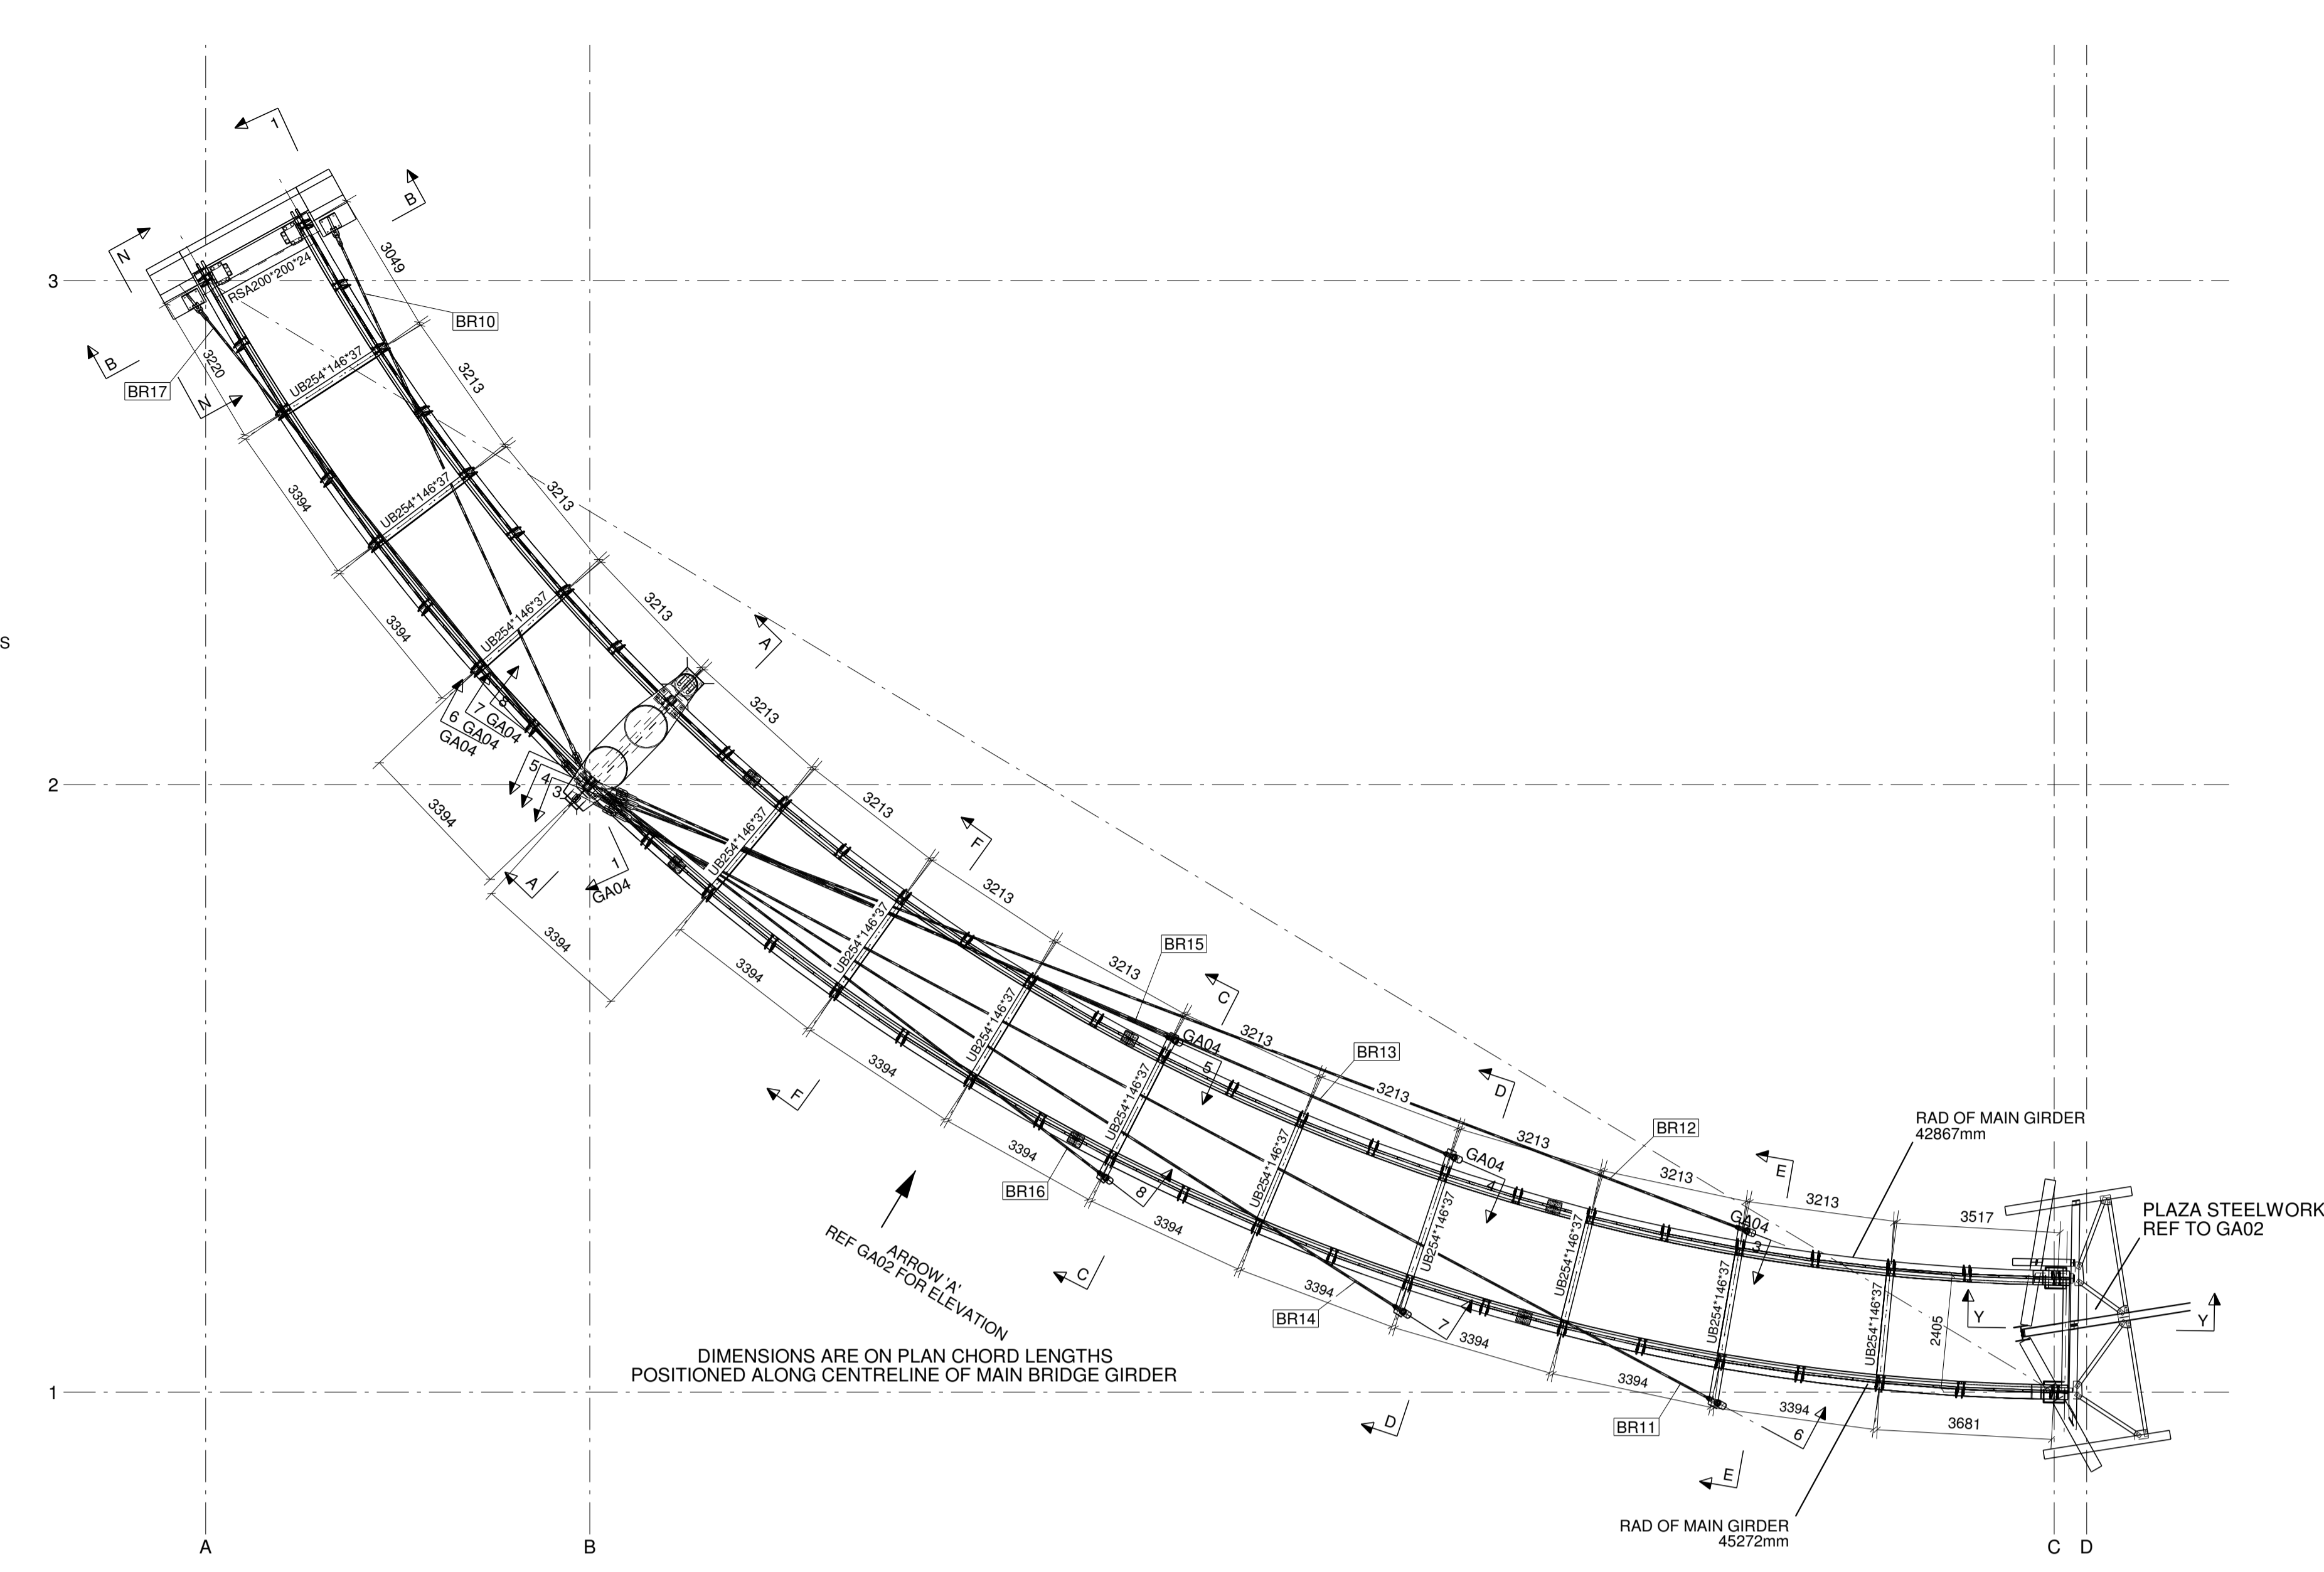 1
B
N
3049
3
RSA200*200*24
BR10
B
3220
UB254*146*37
3213
BR17
N
3394
UB254*146*37
3213
3394
UB254*146*37
3213
S
A
3213
6
7 GA04
GA04
GA04
8
2
5
4
3
3394
UB254*146*37
3213
F
A
1
GA04
3394
UB254*146*37
3213
BR15
3394
UB254*146*37
3213
C
GA04
3213
5
BR13
F
3394
UB254*146*37
3213
D
3394
BR16
8
UB254*146*37
GA04
4
3213
BR12
RAD OF MAIN GIRDER
42867mm
E
3213
3213
3517
PLAZA STEELWORK
REF TO GA02
ARROW 'A'
REF GA02 FOR ELEVATION
3394
C
3394
BR14
7
UB254*146*37
UB254*146*37
GA04
3
UB254*146*37
UB254*146*37
2405
Y
Y
DIMENSIONS ARE ON PLAN CHORD LENGTHS
POSITIONED ALONG CENTRELINE OF MAIN BRIDGE GIRDER
3394
3394
1
D
BR11
3394
6
3681
E
RAD OF MAIN GIRDER
45272mm
A
B
C
D